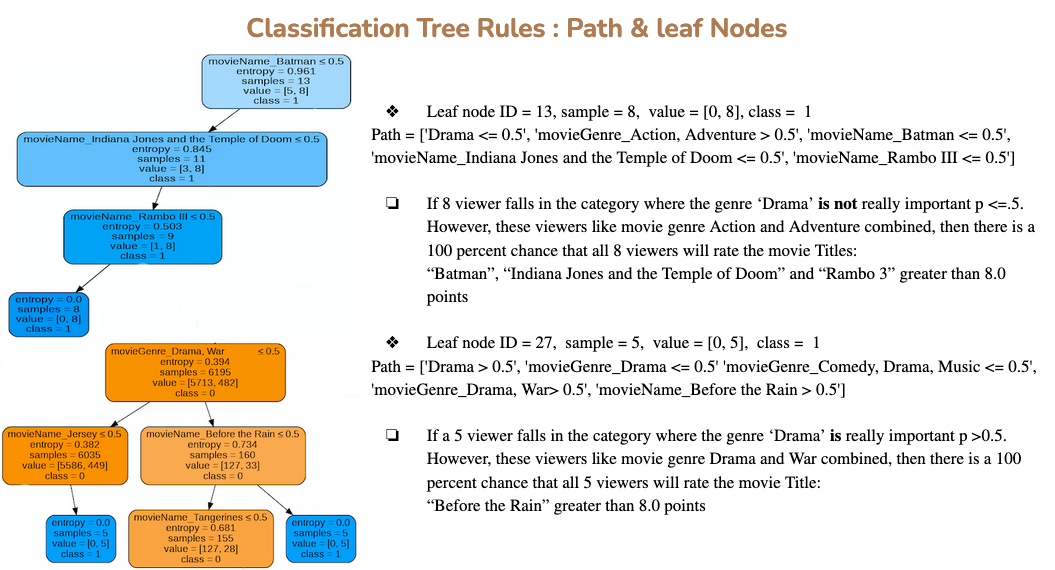 Classification Tree Rules : Path & leaf Nodes
movieName_Batman ≤ 0.5
entropy = 0.961
samples = 13
value = [5, 8]
class = 1
movieName_Indiana Jones and the Temple of Doom ≤ 0.5
entropy = 0.845
samples = 11
value = [3, 8]
class = 1
movieName_Rambo III ≤ 0.5
entropy = 0.503
samples = 9
value = [1, 8]
class = 1
entropy = 0.0
samples = 8
value = [0, 8]
class = 1
movieGenre_Drama, War ≤ 0.5
entropy = 0.394
samples = 6195
value = [5713, 482]
class = 0
movieName_Jersey ≤ 0.5
entropy = 0.382
samples = 6035
value = [5586, 449]
class = 0
movieName_Before the Rain ≤ 0.5
entropy = 0.734
samples = 160
value = [127, 33]
class = 0
entropy = 0.0
samples = 5
value = [0, 5]
class = 1
movieName_Tangerines ≤ 0.5
entropy = 0.681
samples = 155
value = [127, 28]
class = 0
entropy = 0.0
samples = 5
value = [0, 5]
class = 1
❖ Leaf node ID = 13, sample = 8, value = [0, 8], class = 1
Path = ['Drama <= 0.5', 'movieGenre_Action, Adventure > 0.5', 'movieName_Batman <= 0.5',
'movieName_Indiana Jones and the Temple of Doom <= 0.5', 'movieName_Rambo III <= 0.5']
❑ If 8 viewer falls in the category where the genre ‘Drama’ is not really important p <=.5.
However, these viewers like movie genre Action and Adventure combined, then there is a
100 percent chance that all 8 viewers will rate the movie Titles:
“Batman”, “Indiana Jones and the Temple of Doom” and “Rambo 3” greater than 8.0
points
❖ Leaf node ID = 27, sample = 5, value = [0, 5], class = 1
Path = ['Drama > 0.5', 'movieGenre_Drama <= 0.5' 'movieGenre_Comedy, Drama, Music <= 0.5',
'movieGenre_Drama, War> 0.5', 'movieName_Before the Rain > 0.5']
❑ If a 5 viewer falls in the category where the genre ‘Drama’ is really important p >0.5.
However, these viewers like movie genre Drama and War combined, then there is a 100
percent chance that all 5 viewers will rate the movie Title:
“Before the Rain” greater than 8.0 points